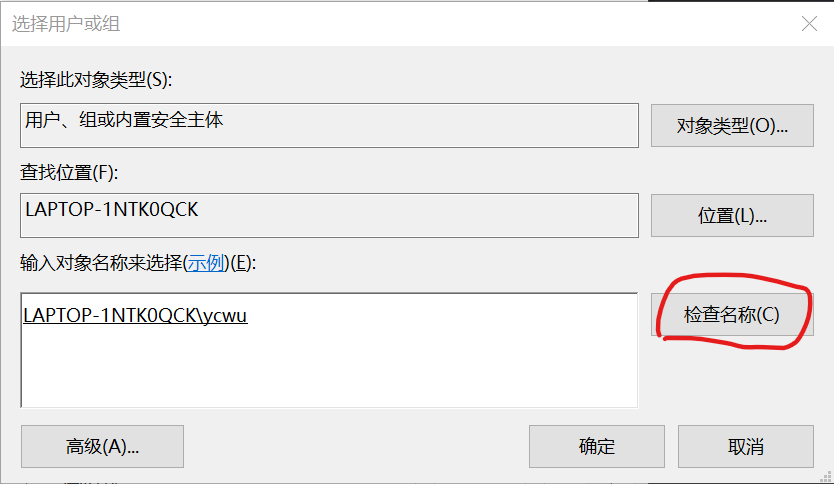 选择用户或组
选择此对象类型(S):
用户、组或内置安全主体
对象类型(O)...
查找位置(F):
LAPTOP-1NTK0QCK
位置(L)...
输入对象名称来选择(示例)(E):
LAPTOP-1NTK0QCK\ycwu
检查名称(C)
高级(A)...
确定
取消